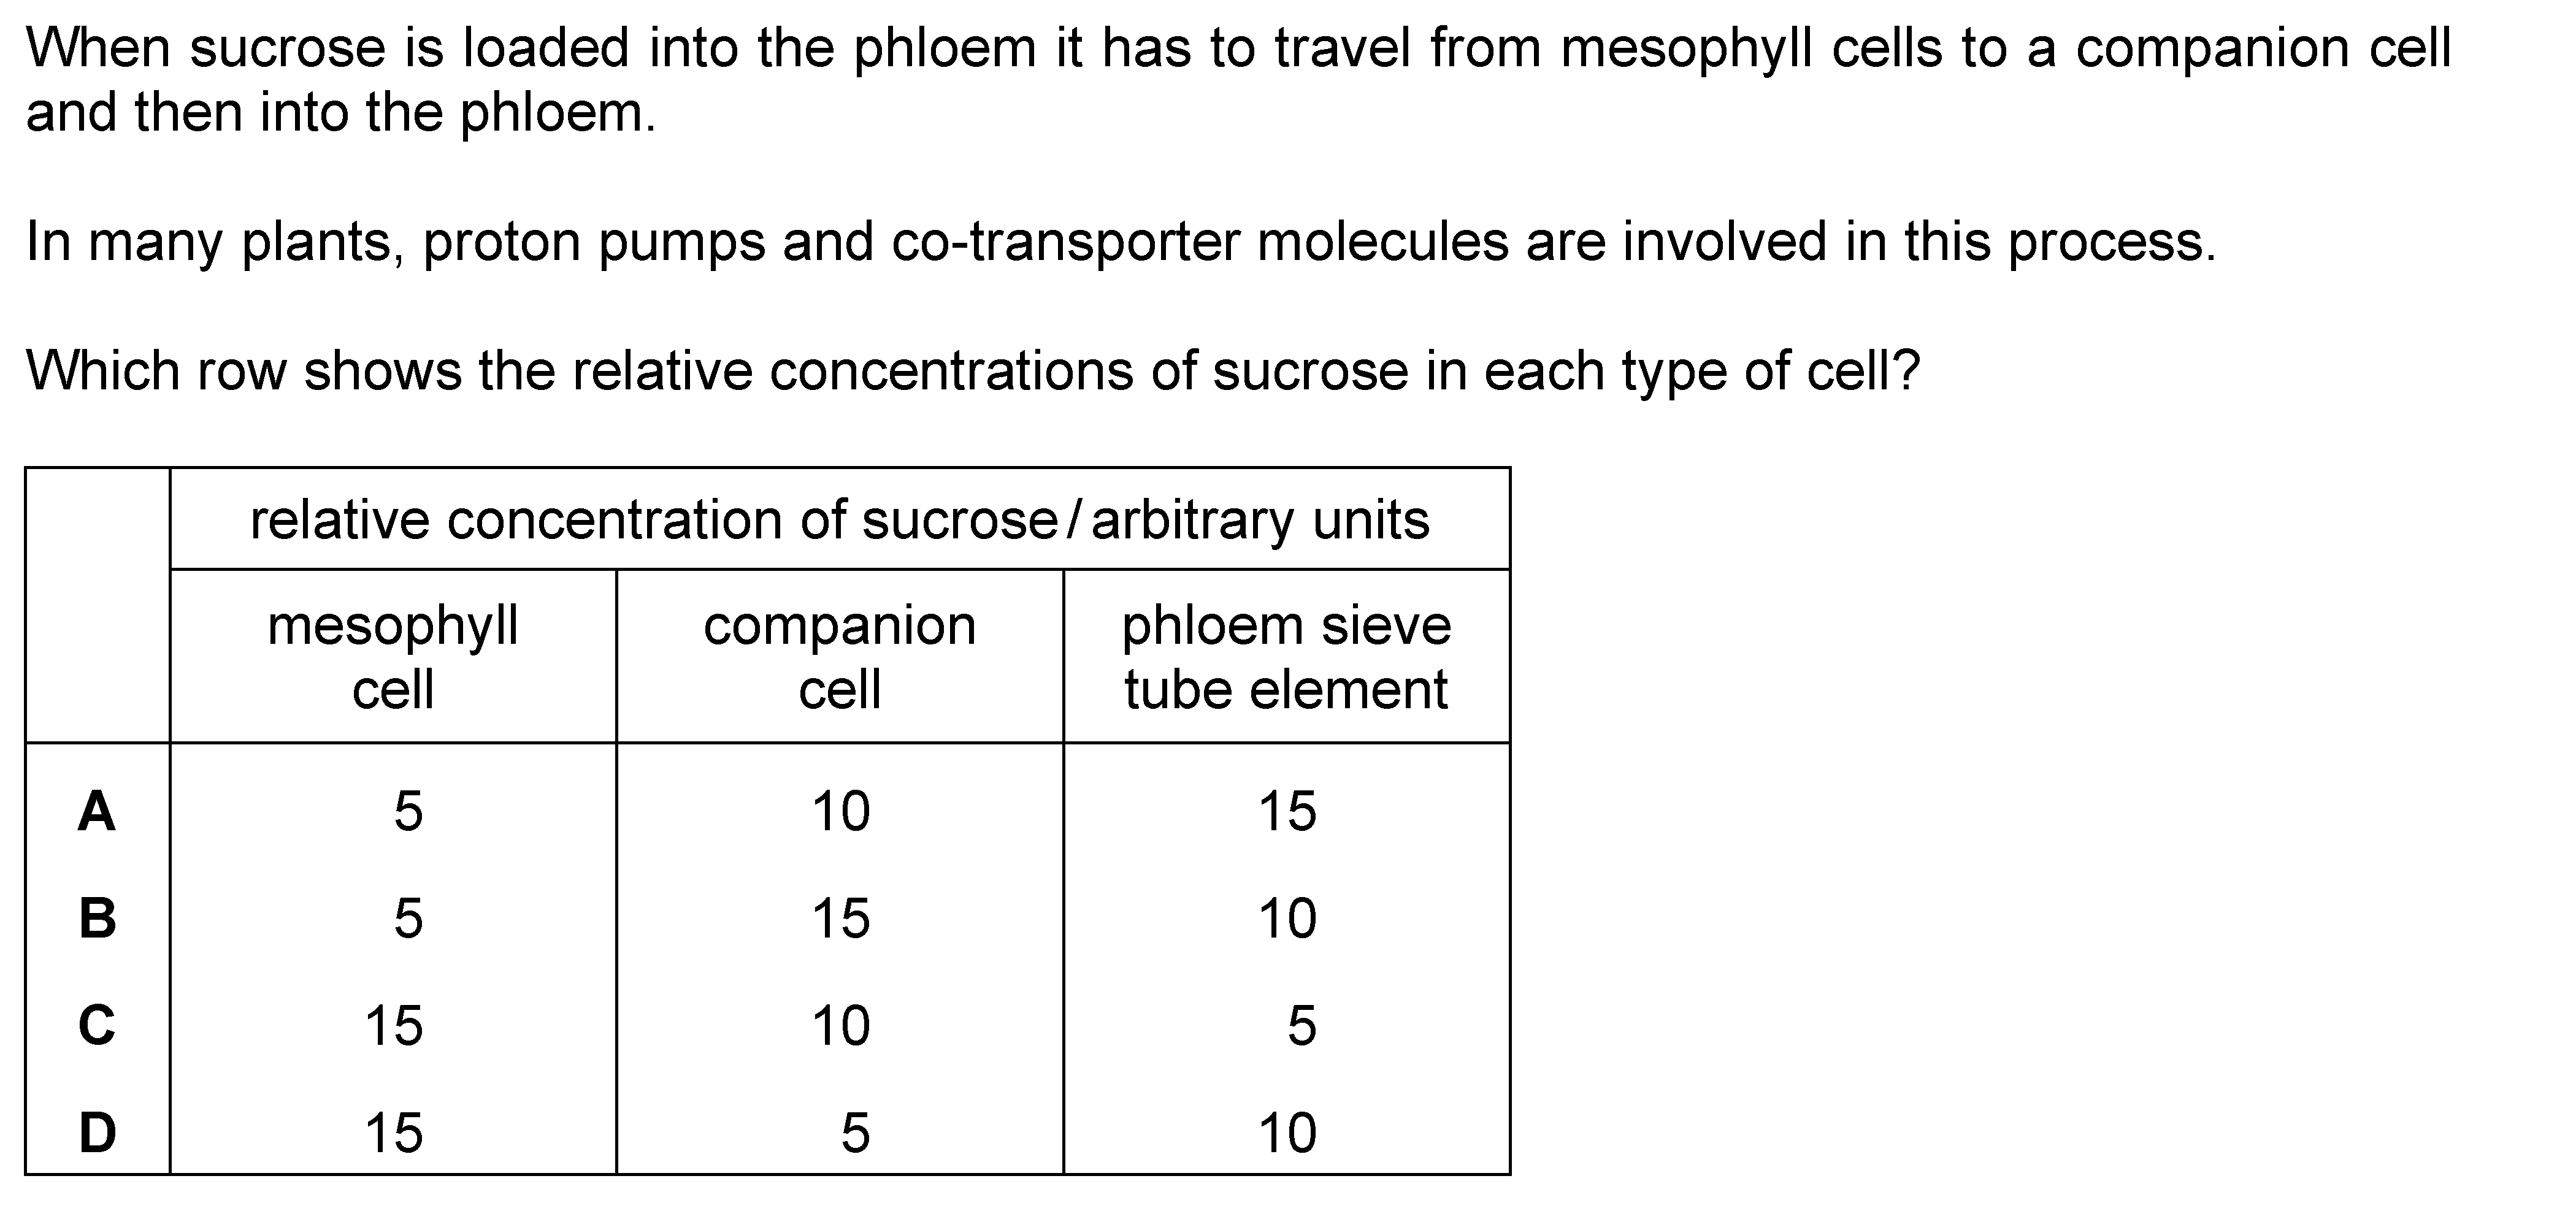 When sucrose is loaded into the phloem it has to travel from mesophyll cells to a companion cell
and then into the phloem.
In many plants, proton pumps and co-transporter molecules are involved in this process.
Which row shows the relative concentrations of sucrose in each type of cell?
relative concentration of sucrose / arbitrary units
mesophyll cell companion cell phloem sieve tube element
A 5 10 15
B 5 15 10
C 15 10 5
D 15 5 10